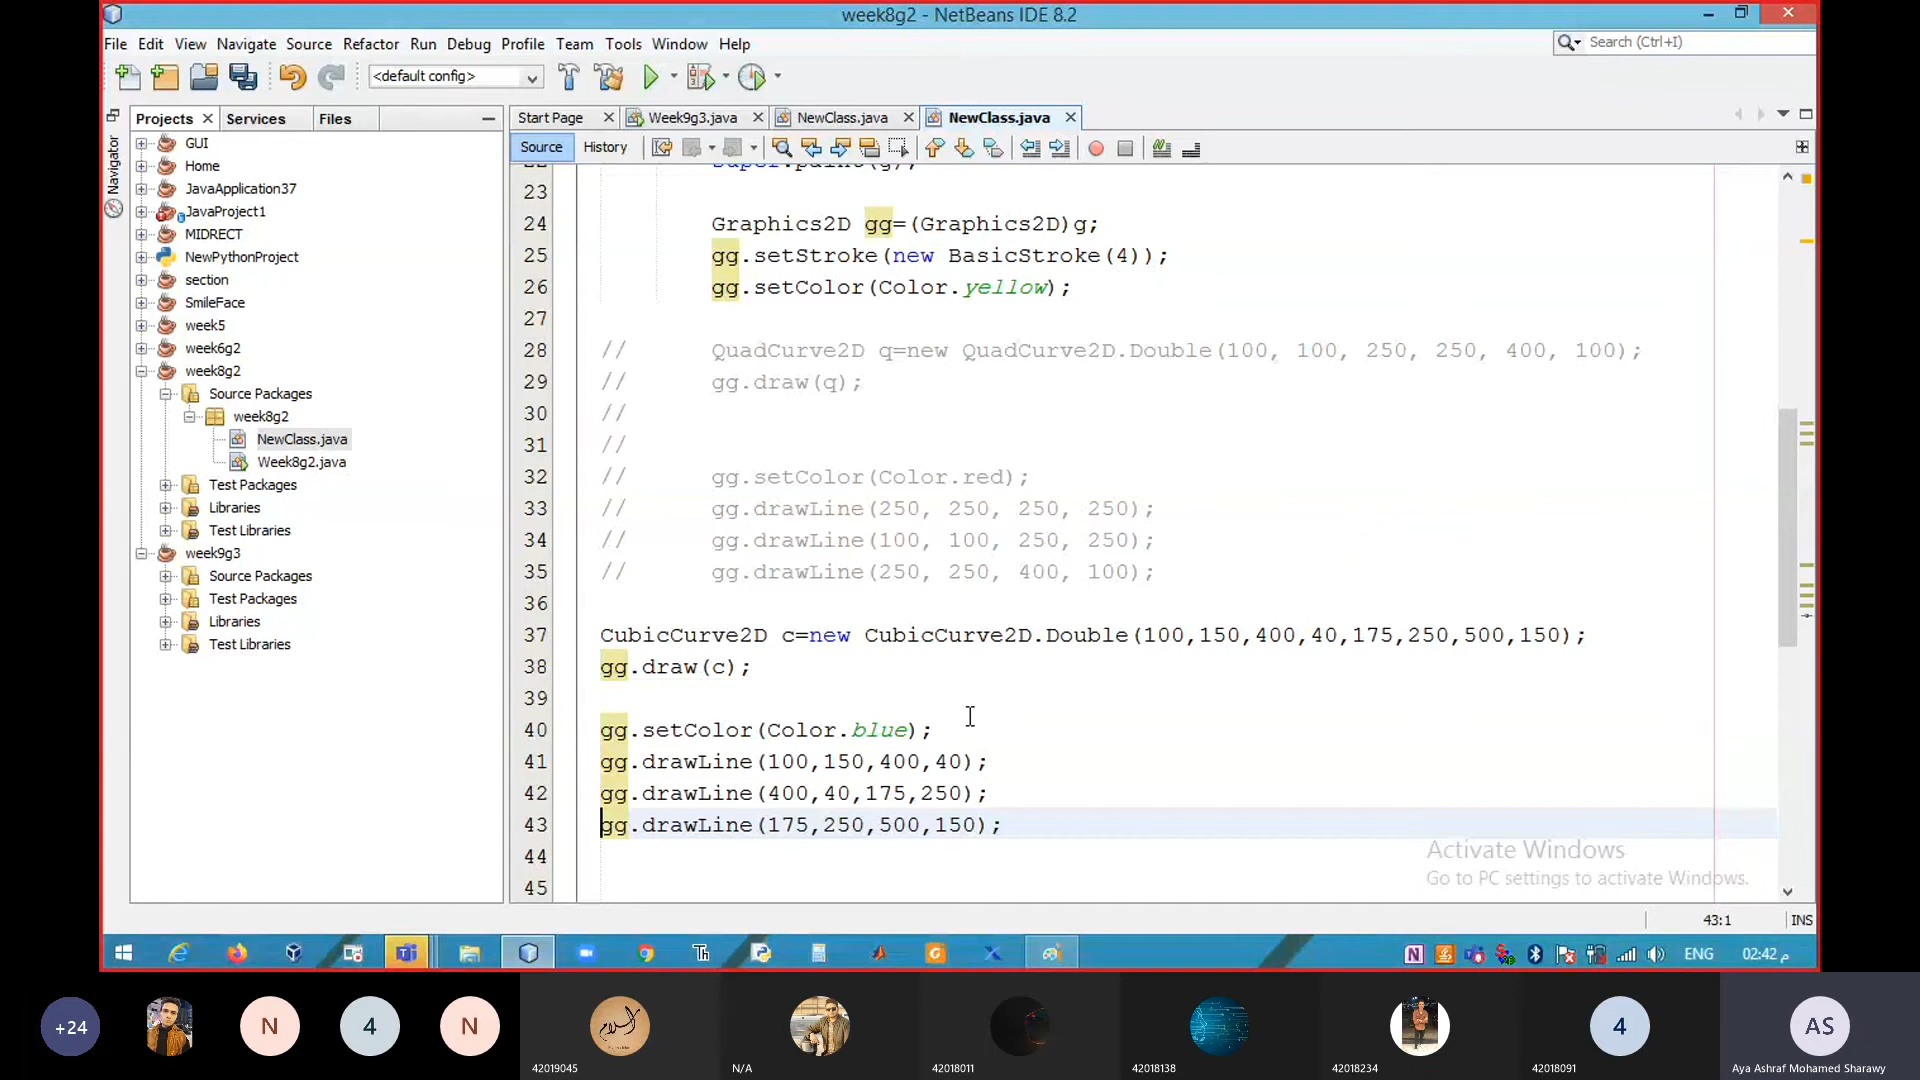 week8g2 - NetBeans IDE 8.2
File Edit View Navigate Source Refactor Run Debug Profile Team Tools Window Help
Search (Ctrl+I)
<default config>
Projects Services Files
Start Page Week9g3.java NewClass.java NewClass.java
Source History
Navigator
GUI
Home
JavaApplication37
JavaProject1
MIDRECT
NewPythonProject
section
SmileFace
week5
week6g2
week8g2
Source Packages
week8g2
NewClass.java
Week8g2.java
Test Packages
Libraries
Test Libraries
week9g3
Source Packages
Test Packages
Libraries
Test Libraries
22 super.paint(g);
23
24 Graphics2D gg=(Graphics2D)g;
25 gg.setStroke(new BasicStroke(4));
26 gg.setColor(Color.yellow);
27
28 // QuadCurve2D q=new QuadCurve2D.Double(100, 100, 250, 250, 400, 100);
29 // gg.draw(q);
30 //
31 //
32 // gg.setColor(Color.red);
33 // gg.drawLine(250, 250, 250, 250);
34 // gg.drawLine(100, 100, 250, 250);
35 // gg.drawLine(250, 250, 400, 100);
36
37 CubicCurve2D c=new CubicCurve2D.Double(100,150,400,40,175,250,500,150);
38 gg.draw(c);
39
40 gg.setColor(Color.blue);
41 gg.drawLine(100,150,400,40);
42 gg.drawLine(400,40,175,250);
43 gg.drawLine(175,250,500,150);
44
45
Activate Windows
Go to PC settings to activate Windows.
43:1 INS
Th
ENG 02:42 م
+24 N 4 N 4 AS
42019045 N/A 42018011 42018138 42018234 42018091 Aya Ashraf Mohamed Sharawy